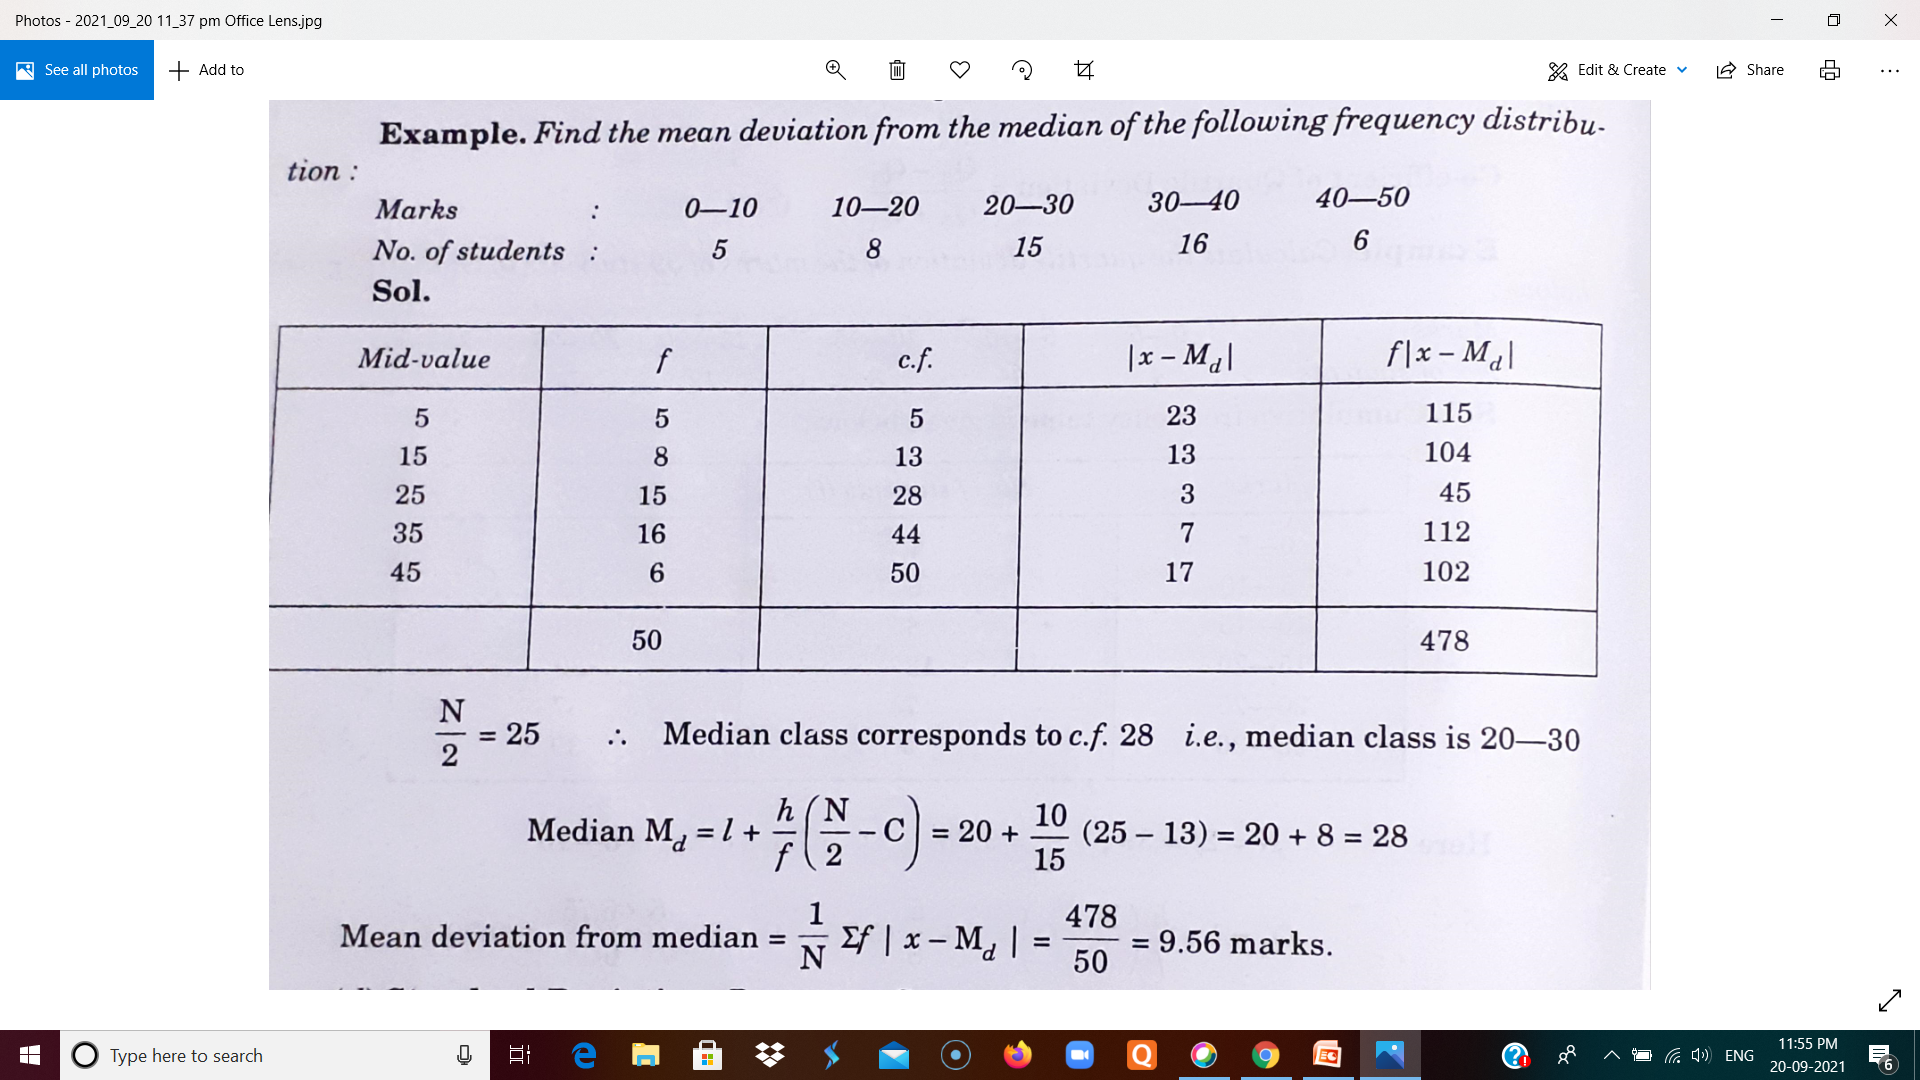 Photos - 2021_09_20 11_37 pm Office Lens.jpg
See all photos
Add to
Edit & Create
Share
Example. Find the mean deviation from the median of the following frequency distribu-
tion :
Marks : 0—10 10—20 20—30 30—40 40—50
No. of students : 5 8 15 16 6
Sol.
Mid-value f c.f. |x – M_d| f|x – M_d|
5 5 5 23 115
15 8 13 13 104
25 15 28 3 45
35 16 44 7 112
45 6 50 17 102
50 478
N/2 = 25 ∴ Median class corresponds to c.f. 28 i.e., median class is 20—30
Median M_d = l + h/f (N/2 – C) = 20 + 10/15 (25 – 13) = 20 + 8 = 28
Mean deviation from median = 1/N Σf | x – M_d | = 478/50 = 9.56 marks.
Type here to search
ENG
11:55 PM
20-09-2021
6